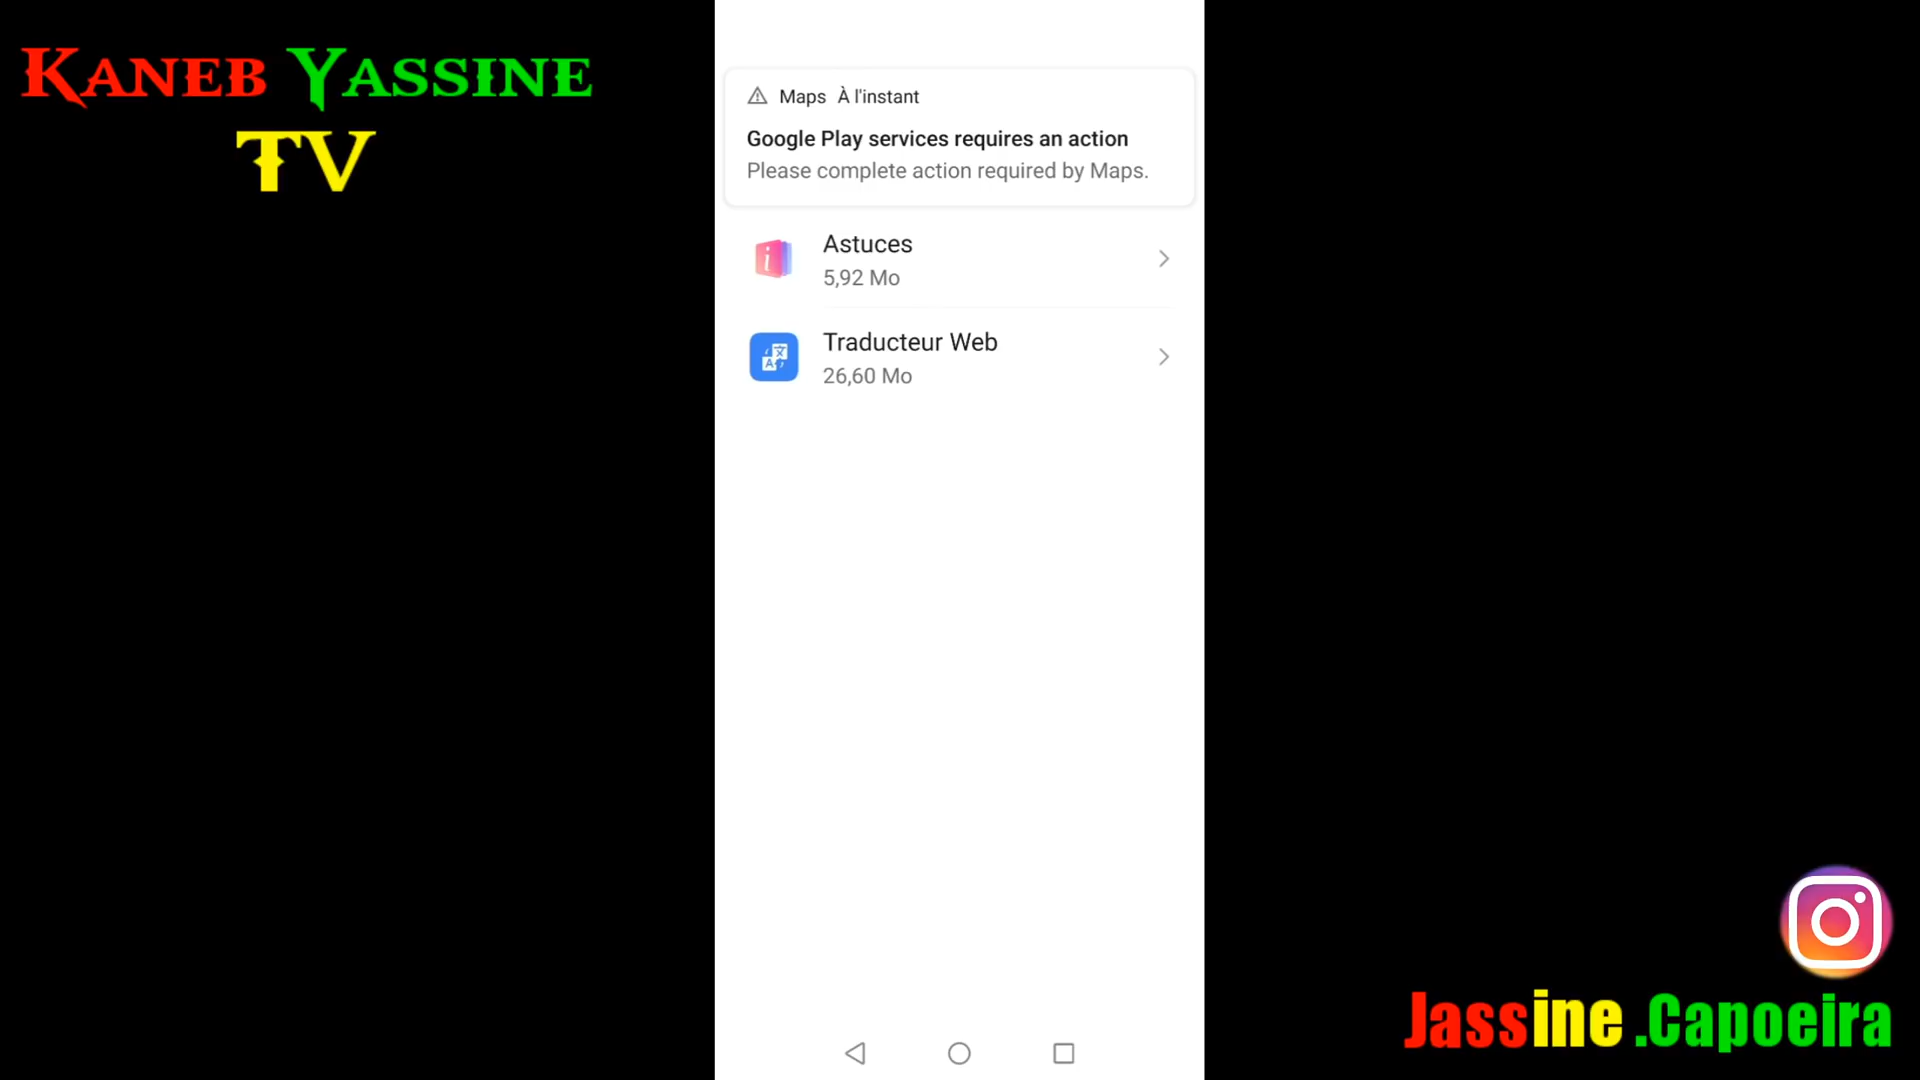 KANEB YASSINE
TV
Maps À l'instant
Google Play services requires an action
Please complete action required by Maps.
Astuces
5,92 Mo
Traducteur Web
26,60 Mo
Jassine .Capoeira